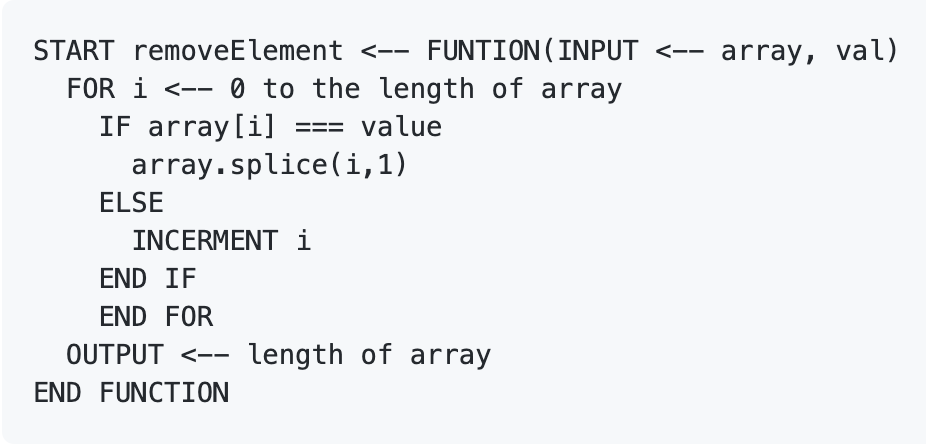 START removeElement <-- FUNTION(INPUT <-- array, val)
  FOR i <-- 0 to the length of array
    IF array[i] === value
      array.splice(i,1)
    ELSE
      INCERMENT i
    END IF
    END FOR
  OUTPUT <-- length of array
END FUNCTION